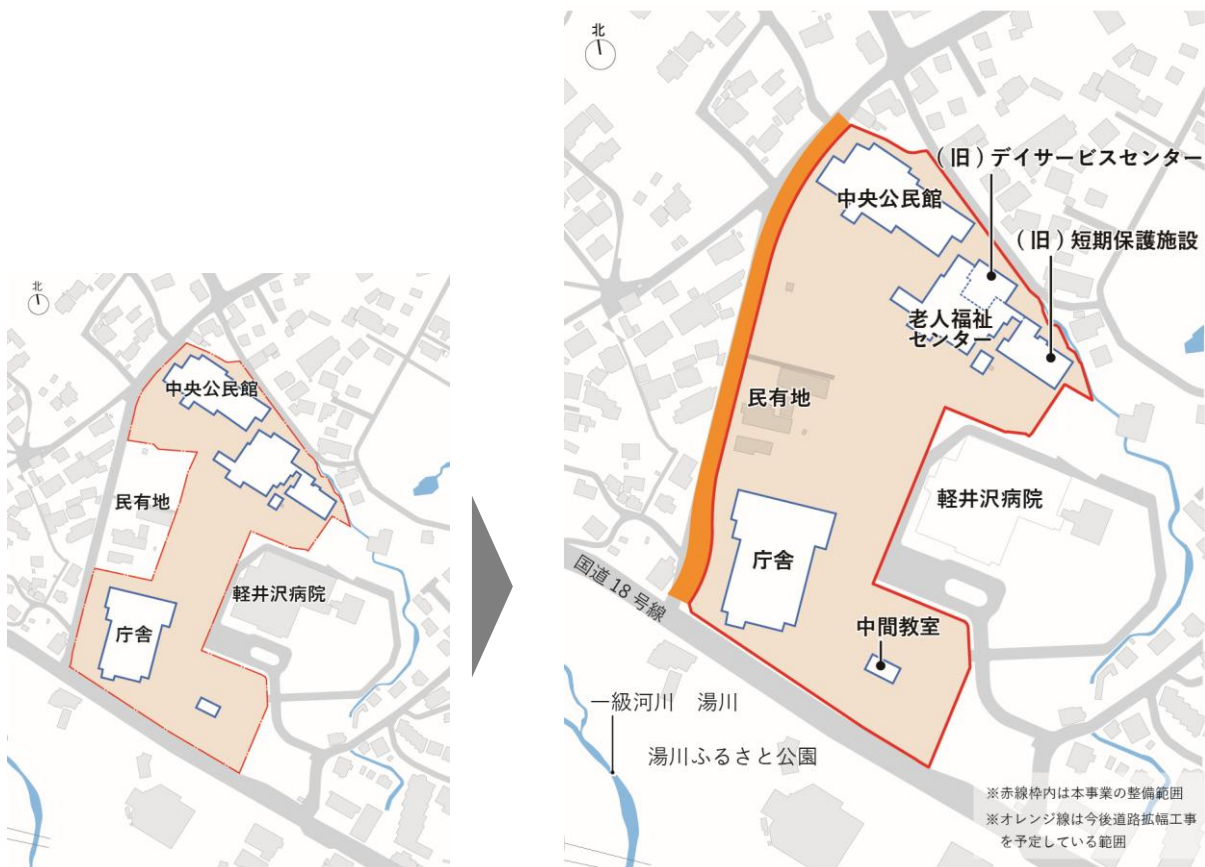 北
中央公民館
民有地
軽井沢病院
庁舎
北
(旧)デイサービスセンター
中央公民館
(旧)短期保護施設
老人福祉
センター
民有地
軽井沢病院
庁舎
国道18号線
中間教室
一級河川 湯川
湯川ふるさと公園
※赤線枠内は本事業の整備範囲
※オレンジ線は今後道路拡幅工事
を予定している範囲